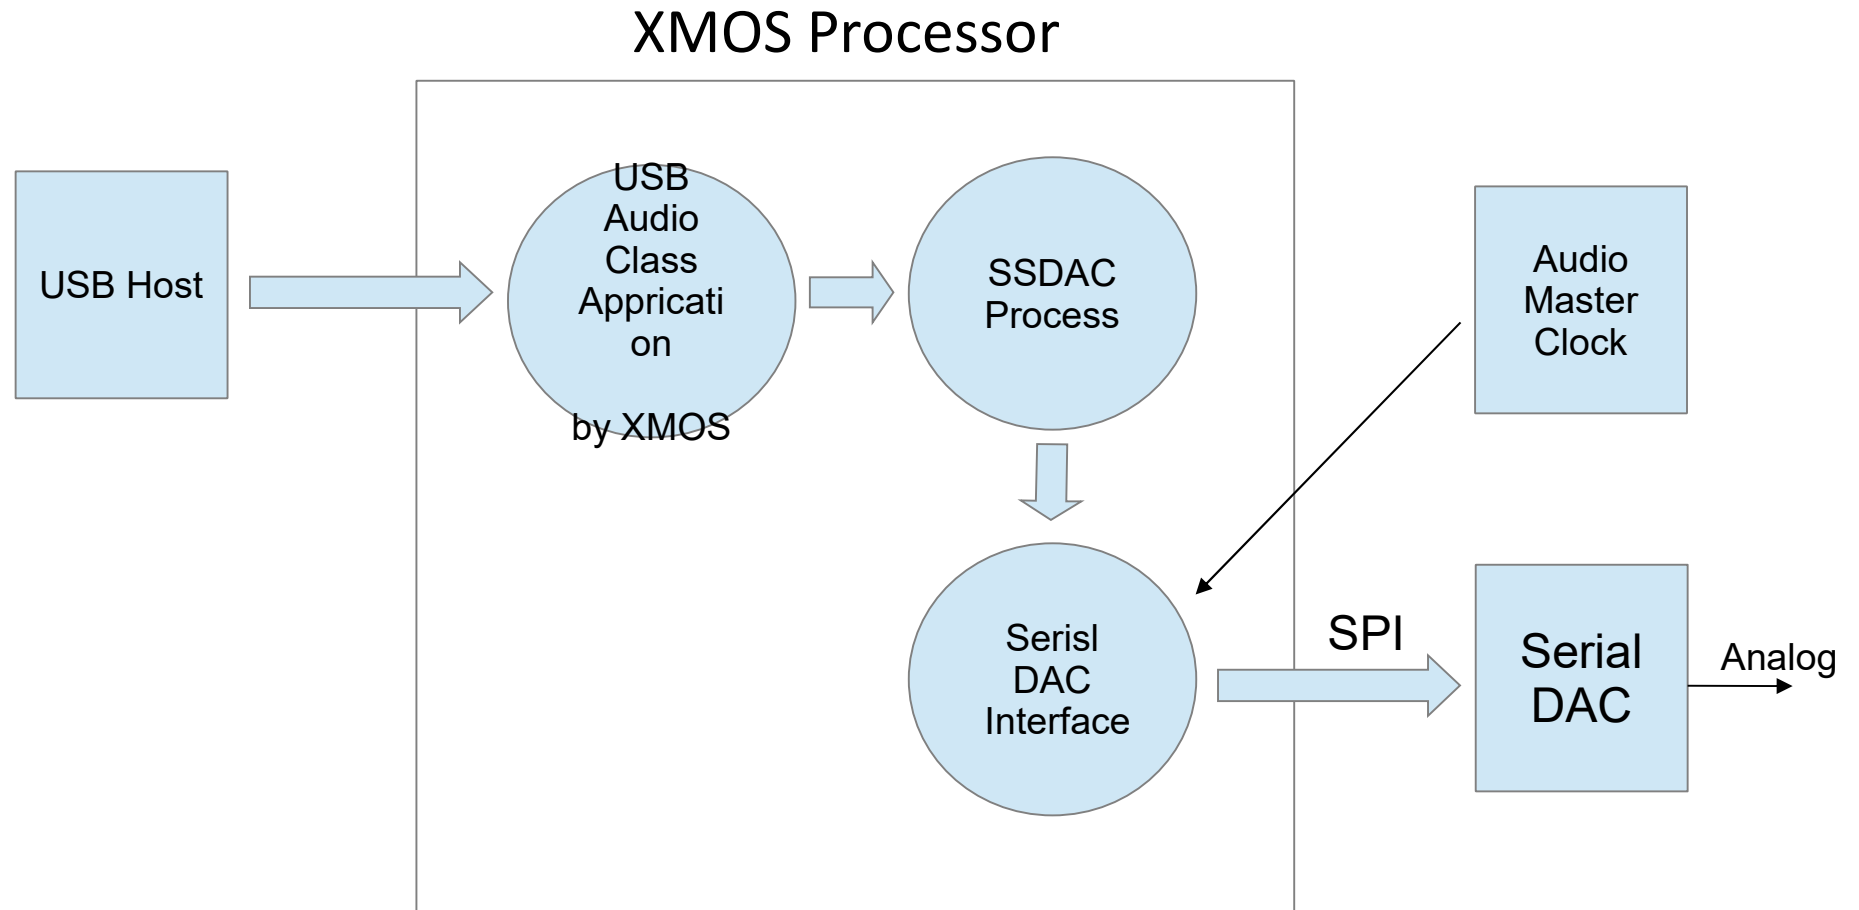 XMOS Processor
USB Host
USB
Audio
Class
Appricati
on
by XMOS
SSDAC
Process
Audio
Master
Clock
Serisl
DAC
Interface
SPI
Serial
DAC
Analog